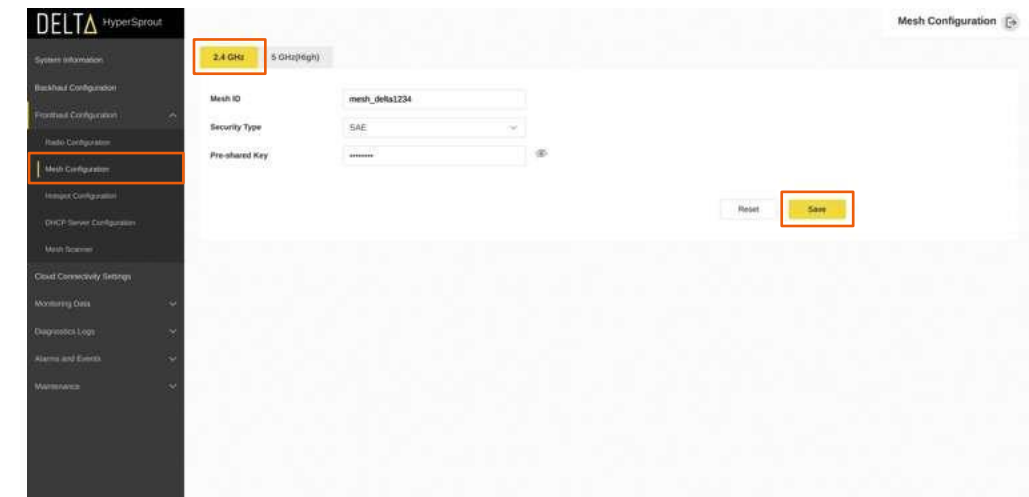 DELTA HyperSprout
Mesh Configuration
System Information
Backhaul Configuration
Fronthaul Configuration
Radio Configuration
Mesh Configuration
Hotspot Configuration
DHCP Server Configuration
Mesh Scanner
Cloud Connectivity Settings
Monitoring Data
Diagnostics Logs
Alarms and Events
Maintenance
2.4 GHz
5 GHz(High)
Mesh ID
mesh_delta1234
Security Type
SAE
Pre-shared Key
••••••••
Reset
Save